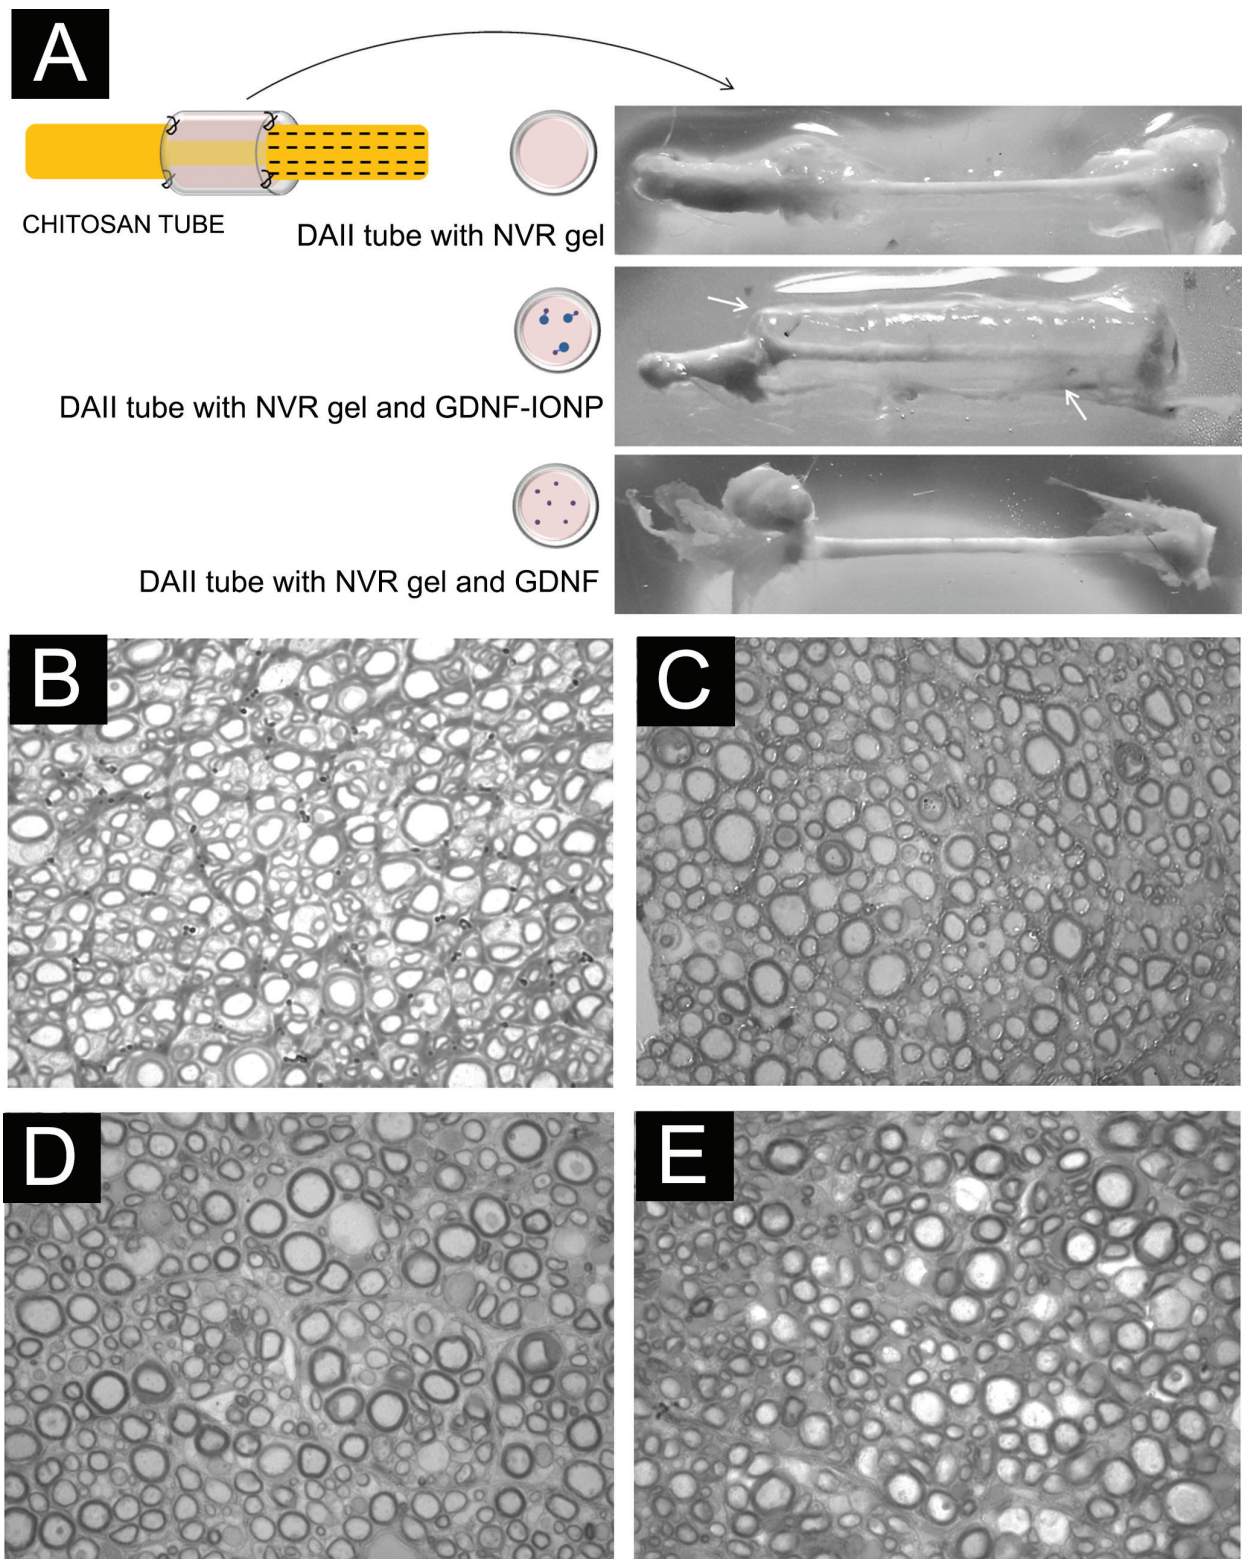 A
CHITOSAN TUBE
DAII tube with NVR gel
DAII tube with NVR gel and GDNF-IONP
DAII tube with NVR gel and GDNF
B
C
D
E